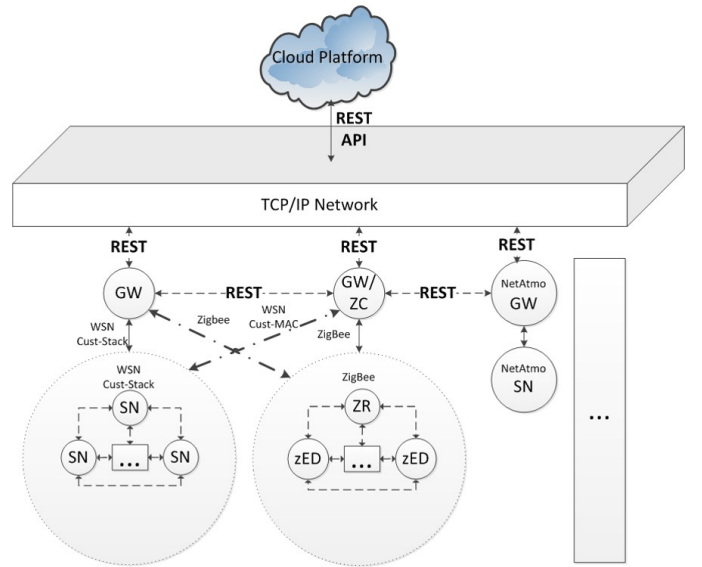 Cloud Platform
REST
API
TCP/IP Network
REST
REST
REST
GW
REST
GW/
ZC
REST
NetAtmo
GW
WSN
Cust-Stack
Zigbee
WSN
Cust-MAC
ZigBee
NetAtmo
SN
WSN
Cust-Stack
SN
SN
...
SN
ZigBee
ZR
zED
...
zED
...